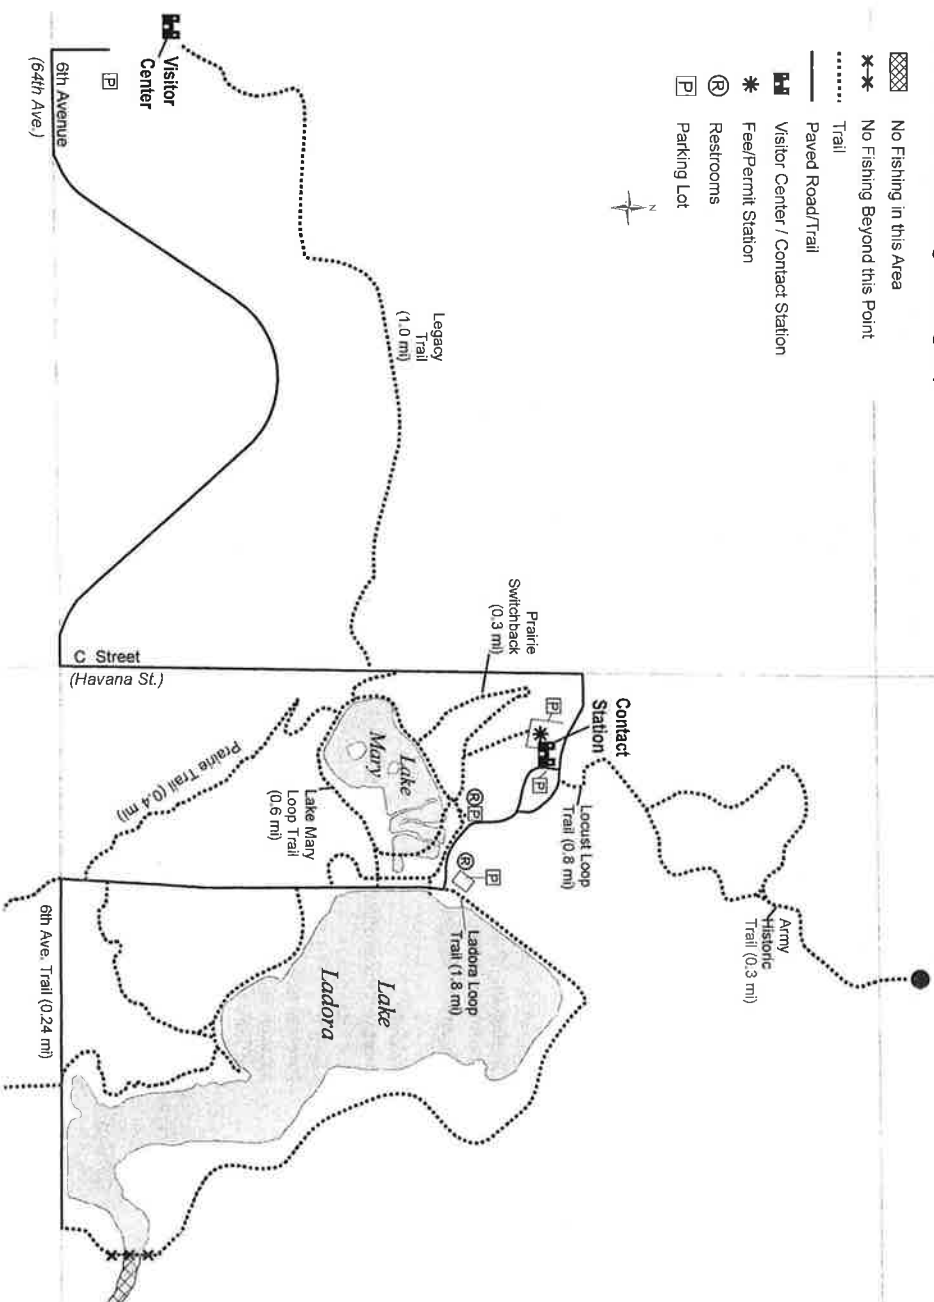 No Fishing in this Area
No Fishing Beyond this Point
Trail
Paved Road/Trail
Visitor Center / Contact Station
Fee/Permit Station
R Restrooms
P Parking Lot
N
Visitor
Center
P
6th Avenue
(64th Ave.)
Legacy
Trail
(1.0 mi)
C Street
(Havana St.)
Prairie
Switchback
(0.3 mi)
Contact
Station
P
P
Locust Loop
Trail (0.8 mi)
Army
Historic
Trail (0.3 mi)
R P
R
P
Lake
Mary
Lake Mary
Loop Trail
(0.6 mi)
Prairie Trail (0.4 mi)
Ladora Loop
Trail (1.8 mi)
Lake
Ladora
6th Ave. Trail (0.24 mi)